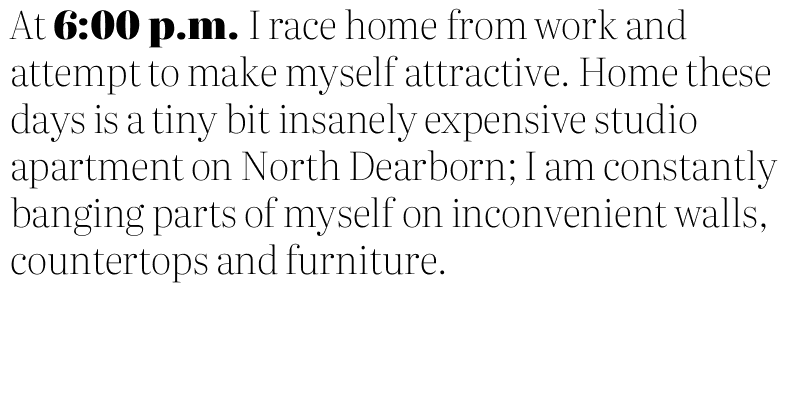 At 6:00 p.m. I race home from work and
attempt to make myself attractive. Home these
days is a tiny bit insanely expensive studio
apartment on North Dearborn; I am constantly
banging parts of myself on inconvenient walls,
countertops and furniture.